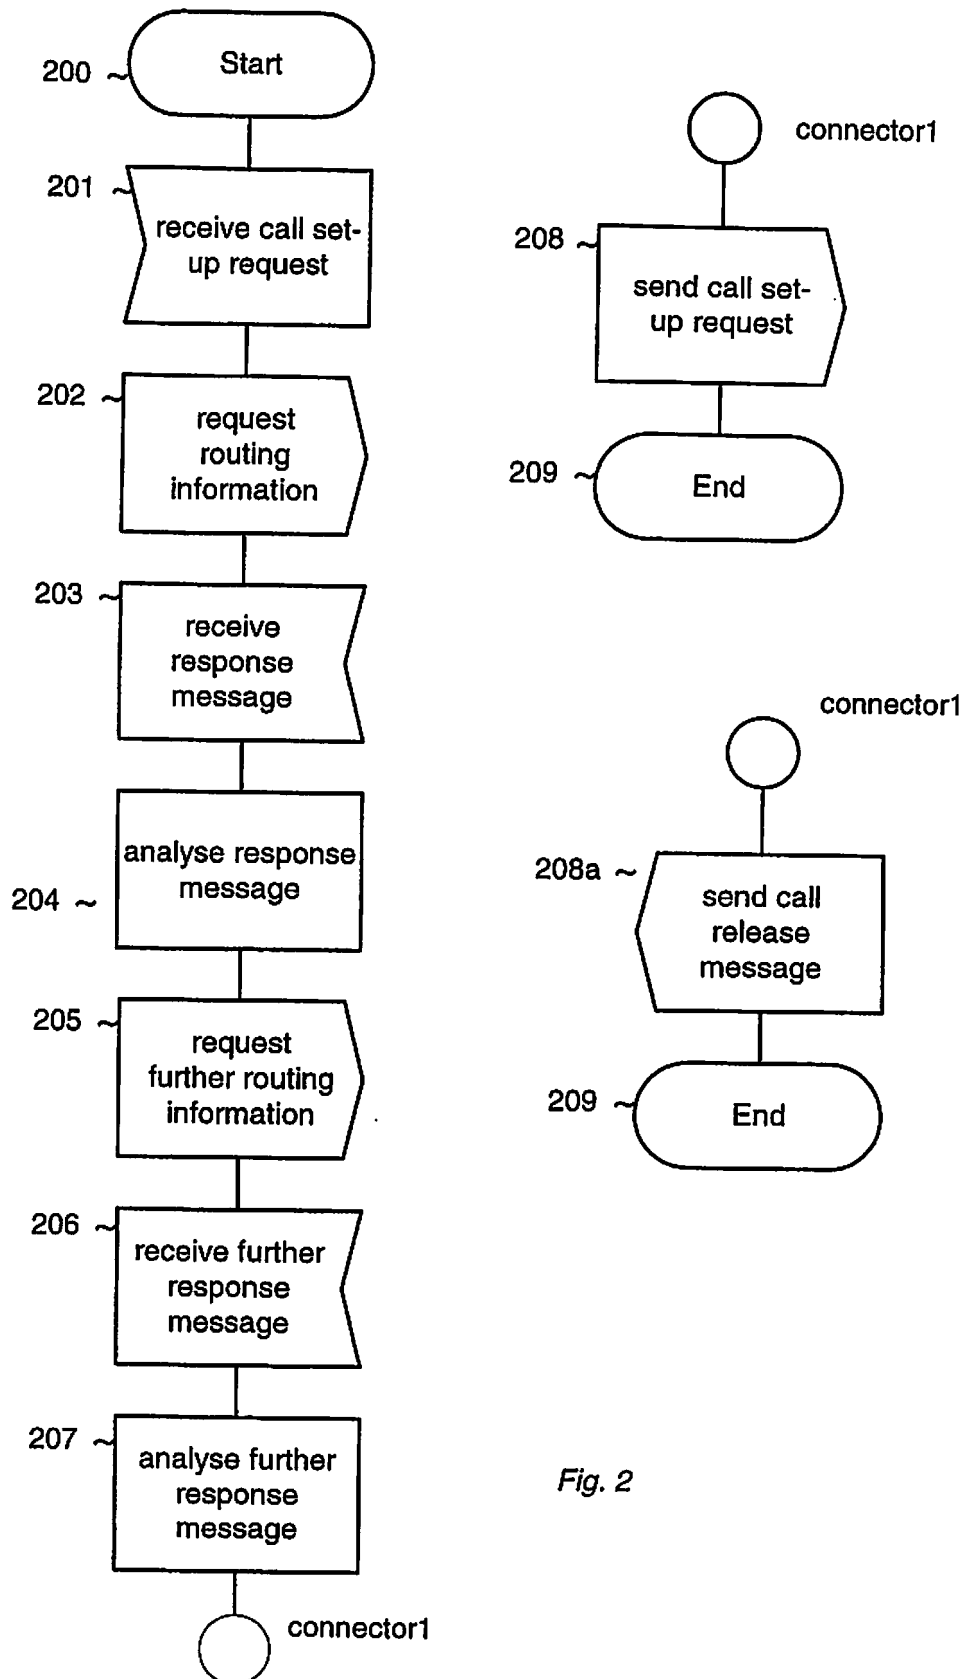 200 ~
Start
201 ~
receive call set-
up request
202 ~
request
routing
information
203 ~
receive
response
message
204 ~
analyse response
message
205 ~
request
further routing
information
206 ~
receive further
response
message
207 ~
analyse further
response
message
connector1
connector1
208 ~
send call set-
up request
209 ~
End
connector1
208a ~
send call
release
message
209 ~
End
Fig. 2